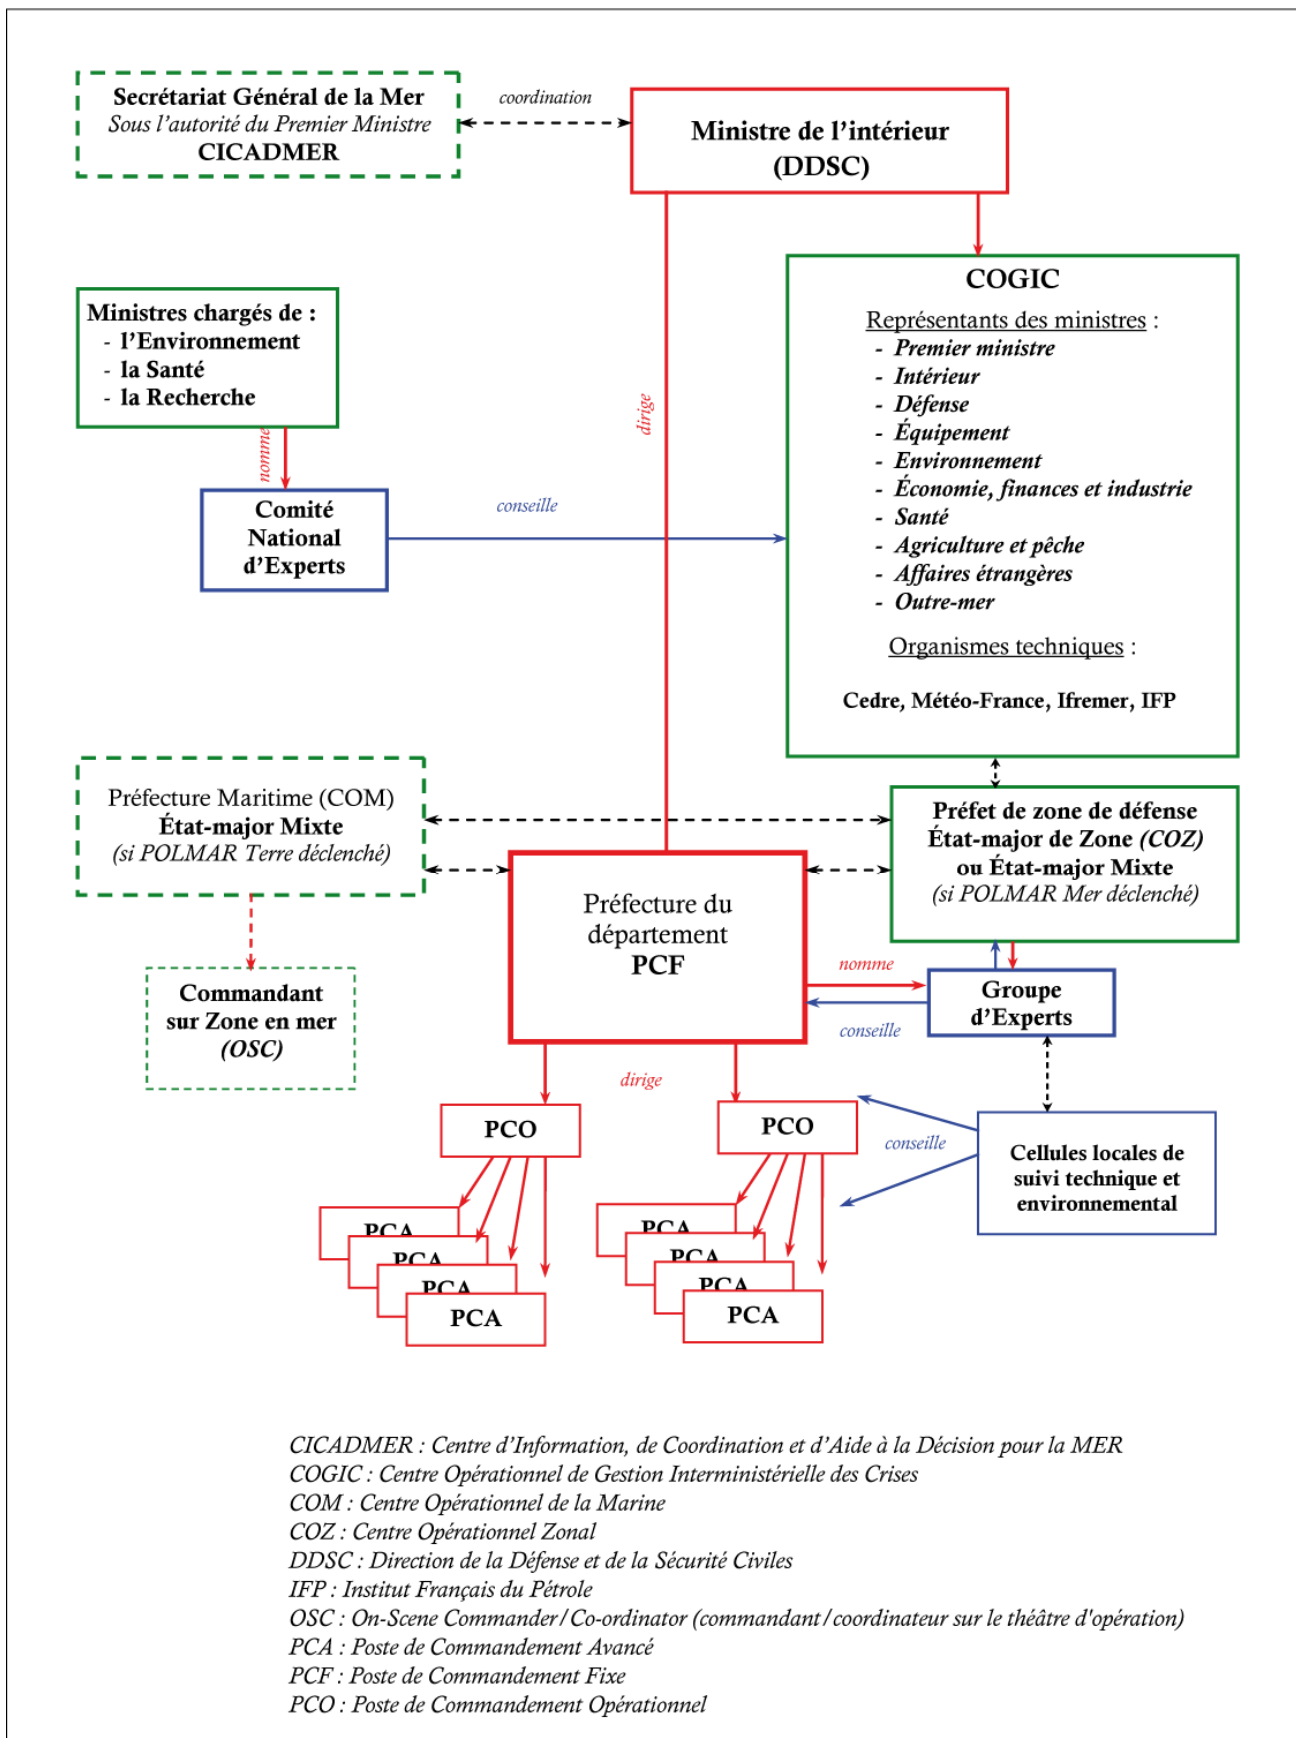 Secrétariat Général de la Mer
Sous l'autorité du Premier Ministre
CICADMER
coordination
Ministre de l'intérieur
(DDSC)
dirige
COGIC
Représentants des ministres :
- Premier ministre
- Intérieur
- Défense
- Équipement
- Environnement
- Économie, finances et industrie
- Santé
- Agriculture et pêche
- Affaires étrangères
- Outre-mer
Organismes techniques :
Cedre, Météo-France, Ifremer, IFP
Ministres chargés de :
- l'Environnement
- la Santé
- la Recherche
nomme
Comité
National
d'Experts
conseille
Préfecture Maritime (COM)
État-major Mixte
(si POLMAR Terre déclenché)
Préfet de zone de défense
État-major de Zone (COZ)
ou État-major Mixte
(si POLMAR Mer déclenché)
Préfecture du
département
PCF
nomme
conseille
Groupe
d'Experts
Commandant
sur Zone en mer
(OSC)
dirige
PCO
PCO
conseille
Cellules locales de
suivi technique et
environnemental
PCA
PCA
PCA
PCA
PCA
PCA
PCA
PCA
CICADMER : Centre d'Information, de Coordination et d'Aide à la Décision pour la MER
COGIC : Centre Opérationnel de Gestion Interministérielle des Crises
COM : Centre Opérationnel de la Marine
COZ : Centre Opérationnel Zonal
DDSC : Direction de la Défense et de la Sécurité Civiles
IFP : Institut Français du Pétrole
OSC : On-Scene Commander/Co-ordinator (commandant/coordinateur sur le théâtre d'opération)
PCA : Poste de Commandement Avancé
PCF : Poste de Commandement Fixe
PCO : Poste de Commandement Opérationnel